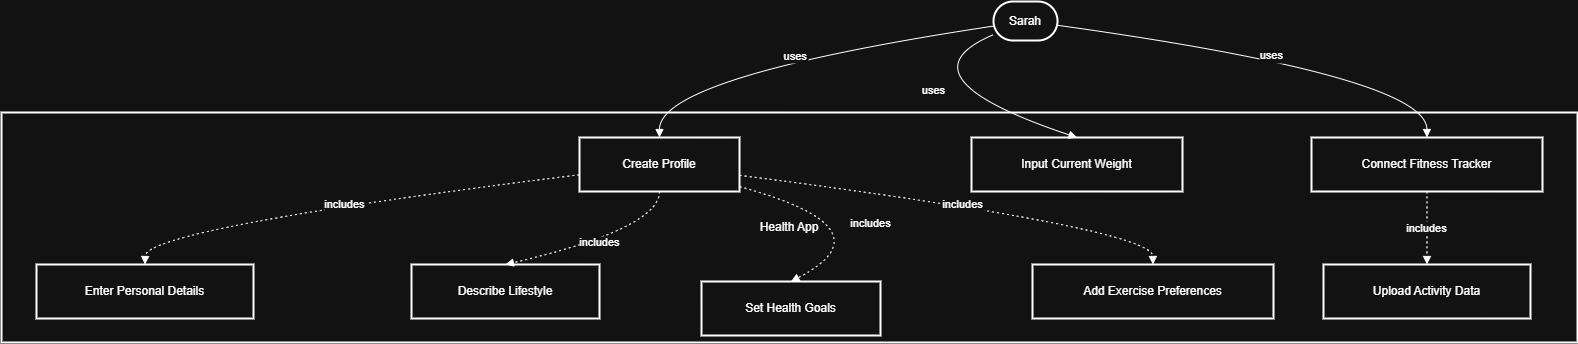 Sarah
uses
uses
uses
Create Profile
Input Current Weight
Connect Fitness Tracker
includes
includes
includes
Health App
includes
includes
includes
Enter Personal Details
Describe Lifestyle
Set Health Goals
Add Exercise Preferences
Upload Activity Data